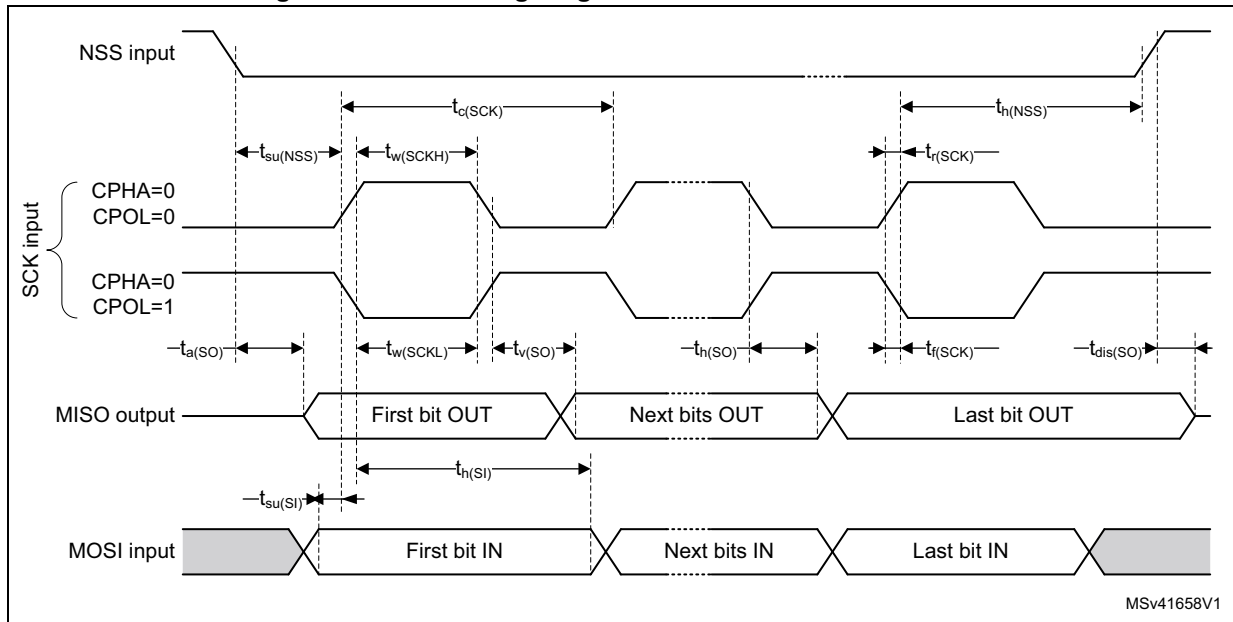 NSS input
tc(SCK)
th(NSS)
tsu(NSS)
tw(SCKH)
tr(SCK)
CPHA=0
CPOL=0
SCK input
CPHA=0
CPOL=1
ta(SO)
tw(SCKL)
tv(SO)
th(SO)
tf(SCK)
tdis(SO)
MISO output
First bit OUT
Next bits OUT
Last bit OUT
th(SI)
tsu(SI)
MOSI input
First bit IN
Next bits IN
Last bit IN
MSv41658V1